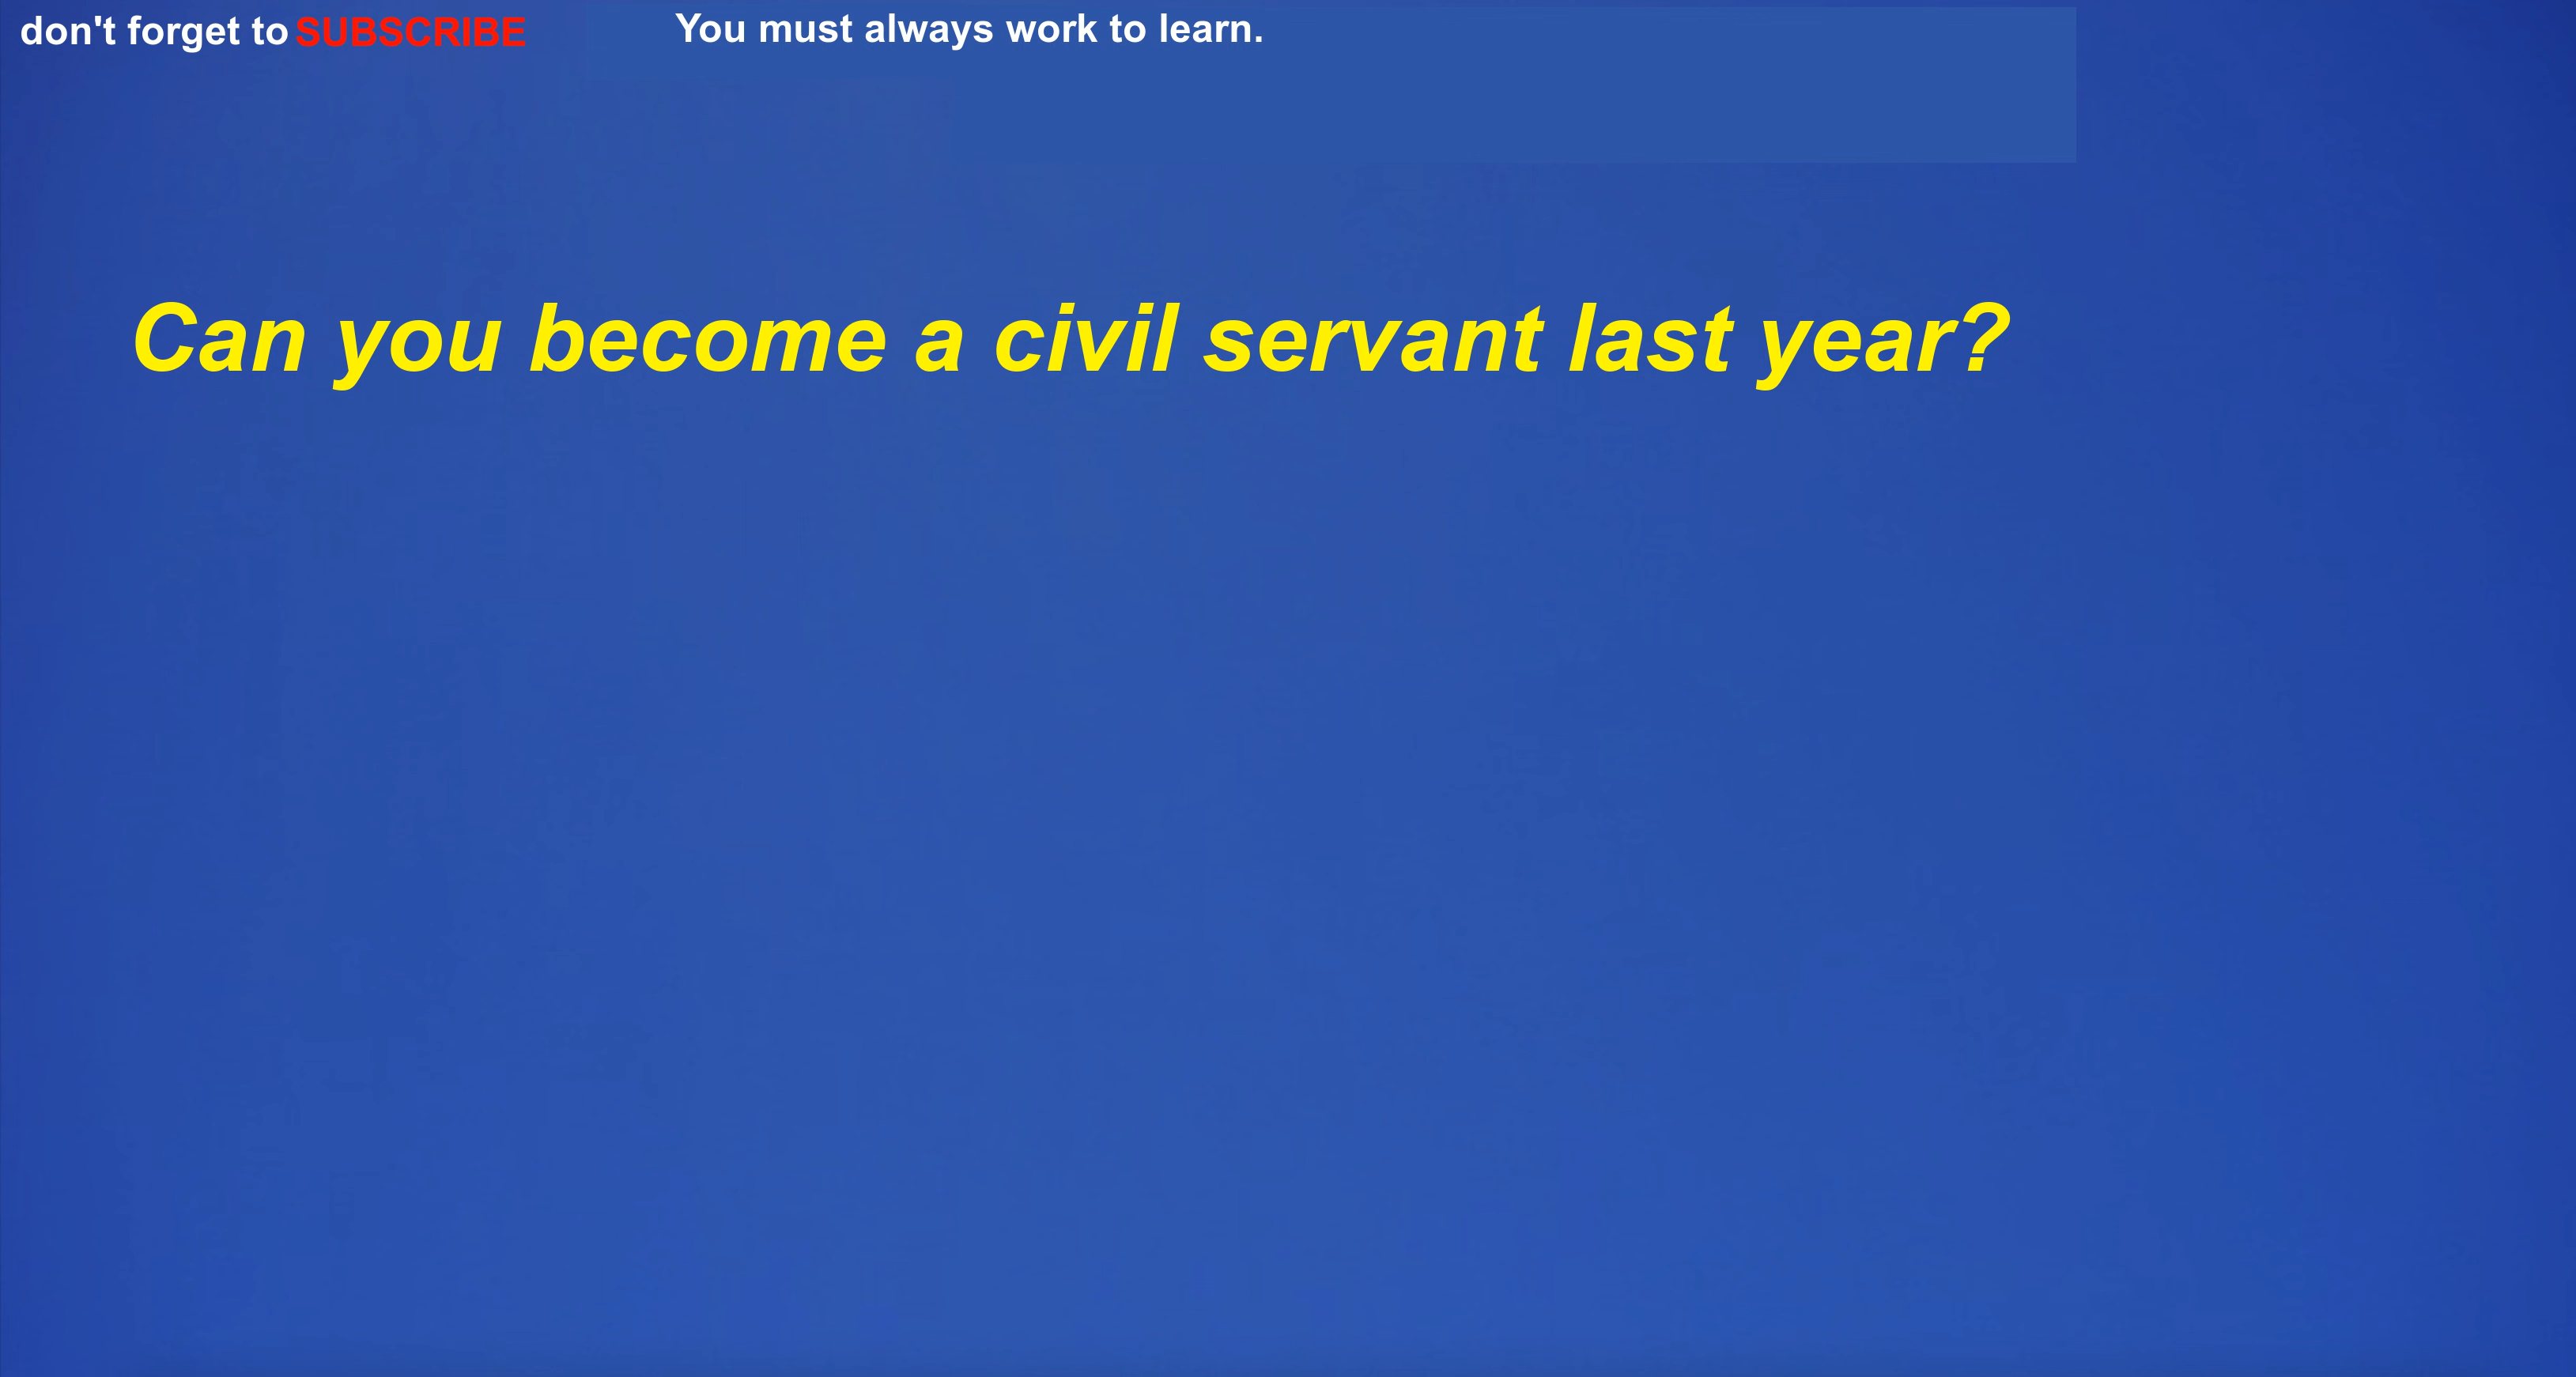 don't forget to SUBSCRIBE You must always work to learn.
Can you become a civil servant last year?